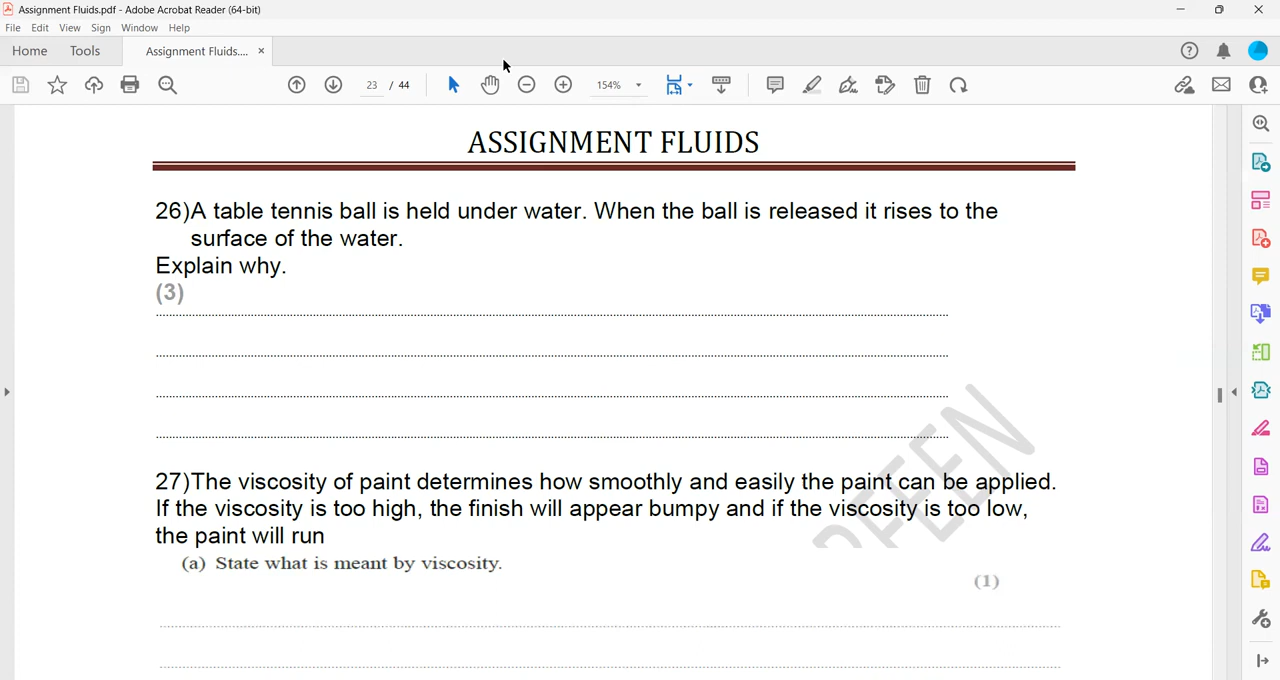 Assignment Fluids.pdf - Adobe Acrobat Reader (64-bit)
File Edit View Sign Window Help
Home Tools Assignment Fluids.... ×
23 / 44 154%
ASSIGNMENT FLUIDS
26)A table tennis ball is held under water. When the ball is released it rises to the
surface of the water.
Explain why.
(3)
27)The viscosity of paint determines how smoothly and easily the paint can be applied.
If the viscosity is too high, the finish will appear bumpy and if the viscosity is too low,
the paint will run
(a) State what is meant by viscosity.
(1)